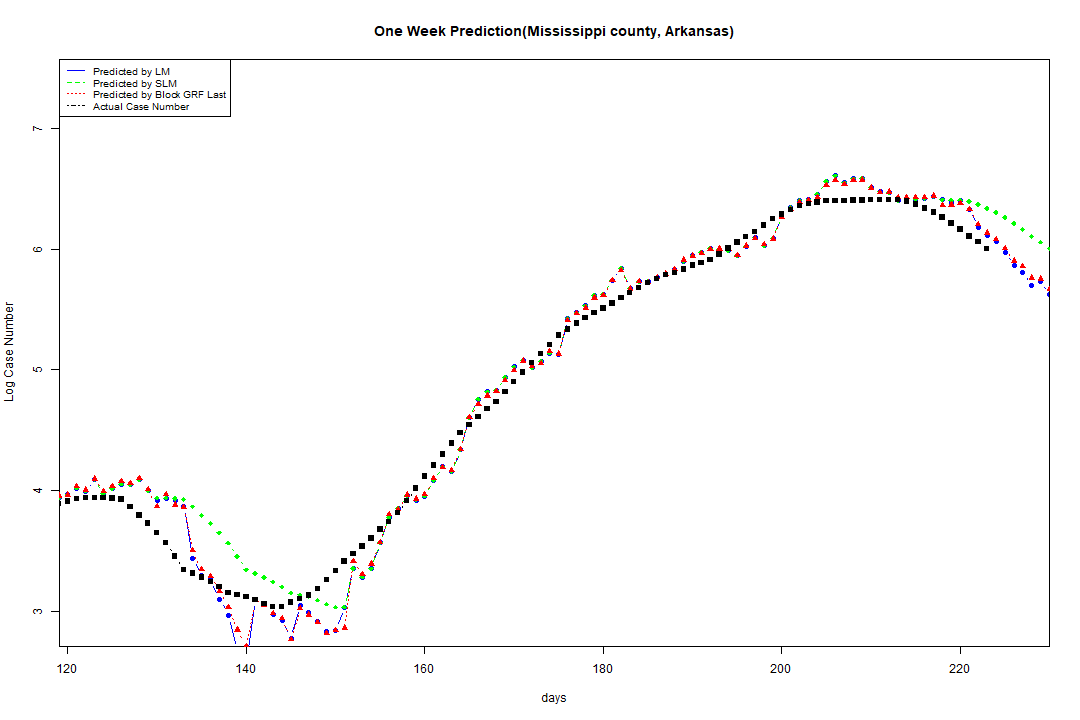 One Week Prediction(Mississippi county, Arkansas)
Predicted by LM
Predicted by SLM
Predicted by Block GRF Last
Actual Case Number
7
6
5
4
3
Log Case Number
120 140 160 180 200 220
days